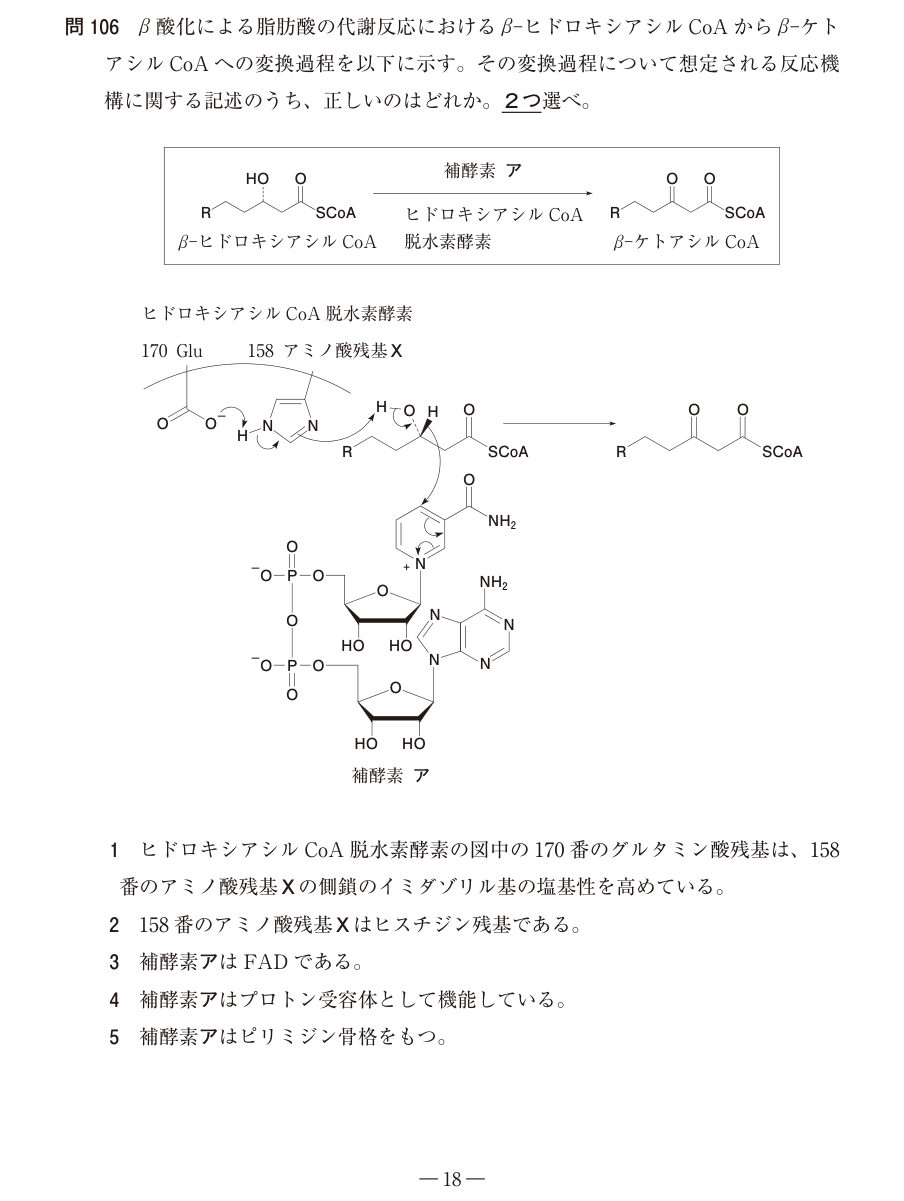 問 106 β 酸化による脂肪酸の代謝反応におけるβ-ヒドロキシアシル CoA からβ-ケト
アシル CoA への変換過程を以下に示す。その変換過程について想定される反応機
構に関する記述のうち、正しいのはどれか。2つ選べ。
補酵素 ア
HO O
R SCoA
β-ヒドロキシアシル CoA
ヒドロキシアシル CoA
脱水素酵素
O O
R SCoA
β-ケトアシル CoA
ヒドロキシアシル CoA 脱水素酵素
170 Glu 158 アミノ酸残基X
O O−
H N N
H O H O
R SCoA
O O
R SCoA
O
NH2
+ N
O
−O P O
O
HO HO
O
−O P O
O
O
HO HO
NH2
N N
N N
補酵素 ア
1 ヒドロキシアシル CoA 脱水素酵素の図中の 170 番のグルタミン酸残基は、158
番のアミノ酸残基Xの側鎖のイミダゾリル基の塩基性を高めている。
2 158 番のアミノ酸残基Xはヒスチジン残基である。
3 補酵素アは FAD である。
4 補酵素アはプロトン受容体として機能している。
5 補酵素アはピリミジン骨格をもつ。
― 18 ―